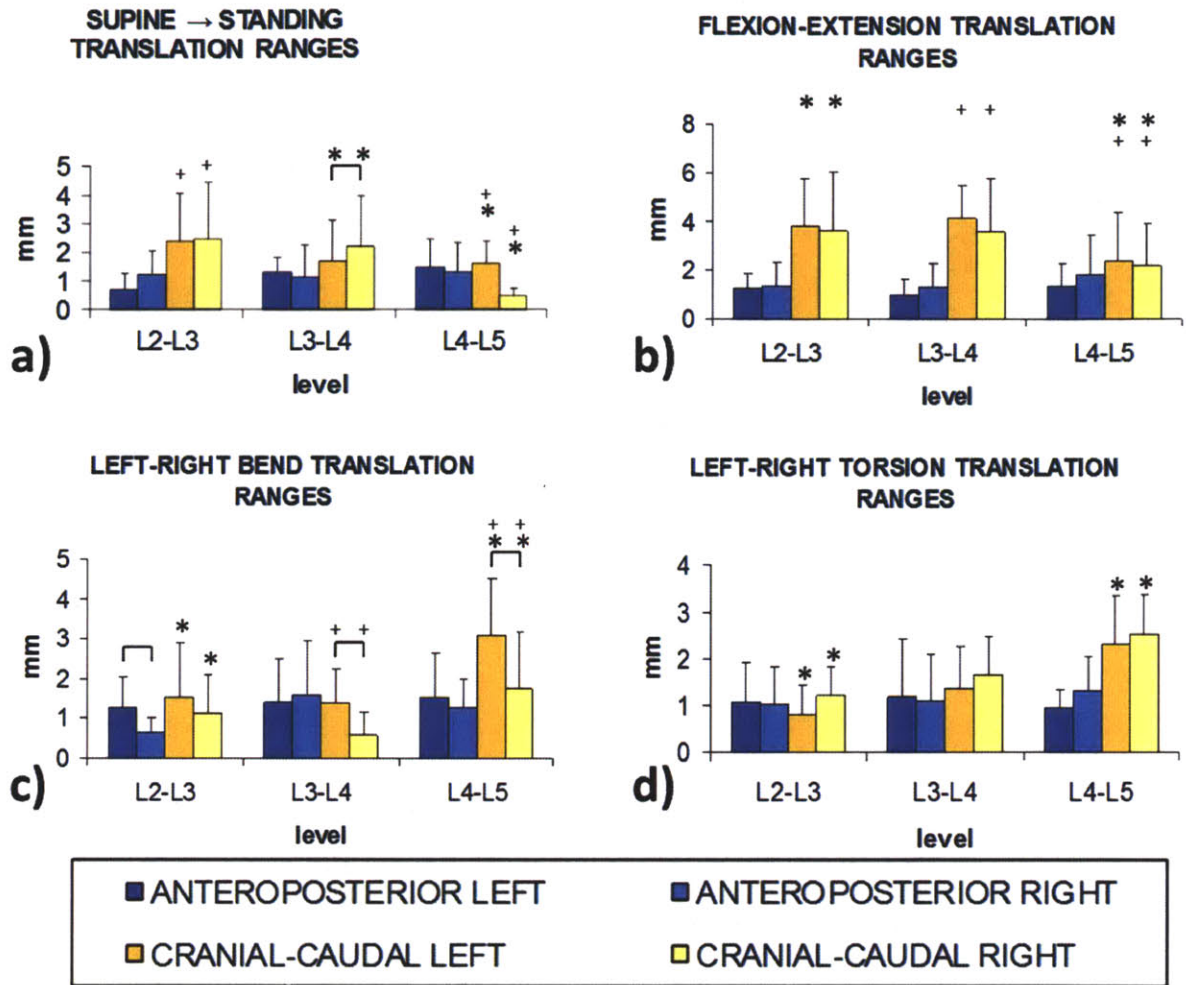 SUPINE → STANDING
TRANSLATION RANGES
5
4
3
2
1
0
mm
+ +
* *
+
*
+
*
L2-L3 L3-L4 L4-L5
level
a)
FLEXION-EXTENSION TRANSLATION
RANGES
8
6
4
2
0
mm
* *
+ +
* *
+ +
L2-L3 L3-L4 L4-L5
level
b)
LEFT-RIGHT BEND TRANSLATION
RANGES
5
4
3
2
1
0
mm
* *
+ +
+ +
* *
L2-L3 L3-L4 L4-L5
level
c)
LEFT-RIGHT TORSION TRANSLATION
RANGES
4
3
2
1
0
mm
* *
* *
L2-L3 L3-L4 L4-L5
level
d)
ANTEROPOSTERIOR LEFT ANTEROPOSTERIOR RIGHT
CRANIAL-CAUDAL LEFT CRANIAL-CAUDAL RIGHT